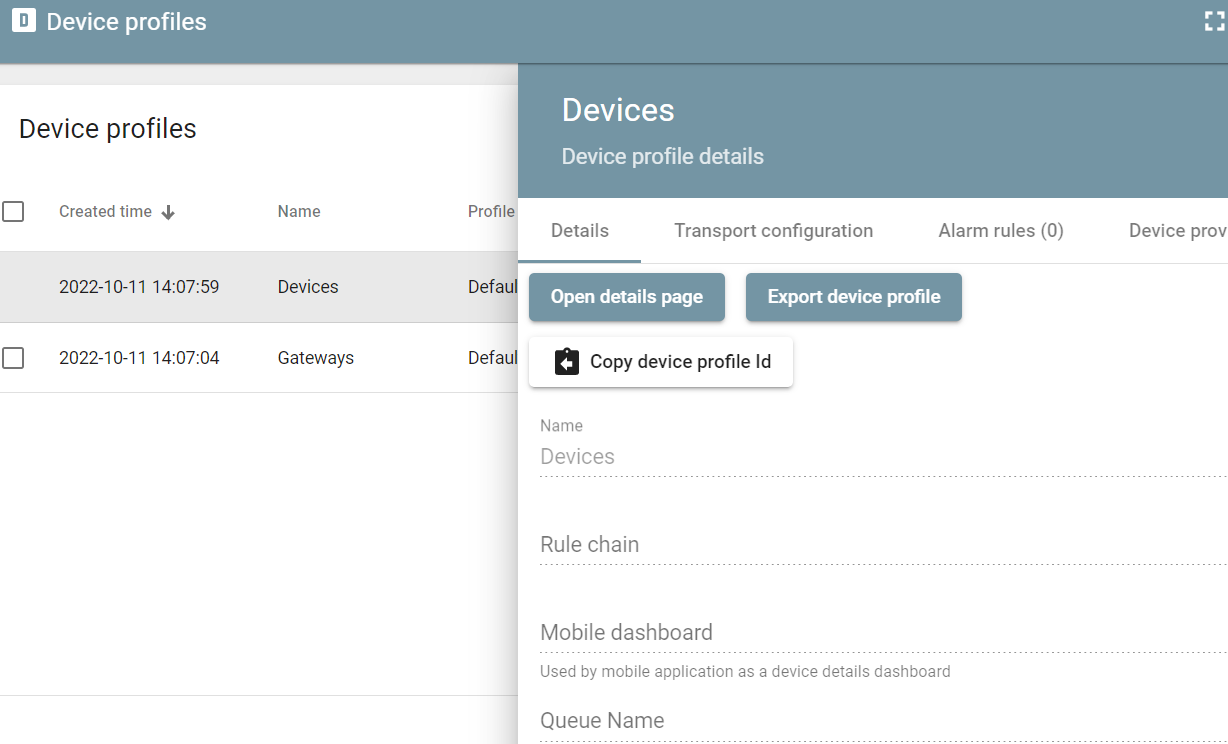 D Device profiles
Device profiles
Created time Name Profile
2022-10-11 14:07:59 Devices Defaul
2022-10-11 14:07:04 Gateways Defaul
Devices
Device profile details
Details Transport configuration Alarm rules (0) Device prov
Open details page Export device profile
Copy device profile Id
Name
Devices
Rule chain
Mobile dashboard
Used by mobile application as a device details dashboard
Queue Name